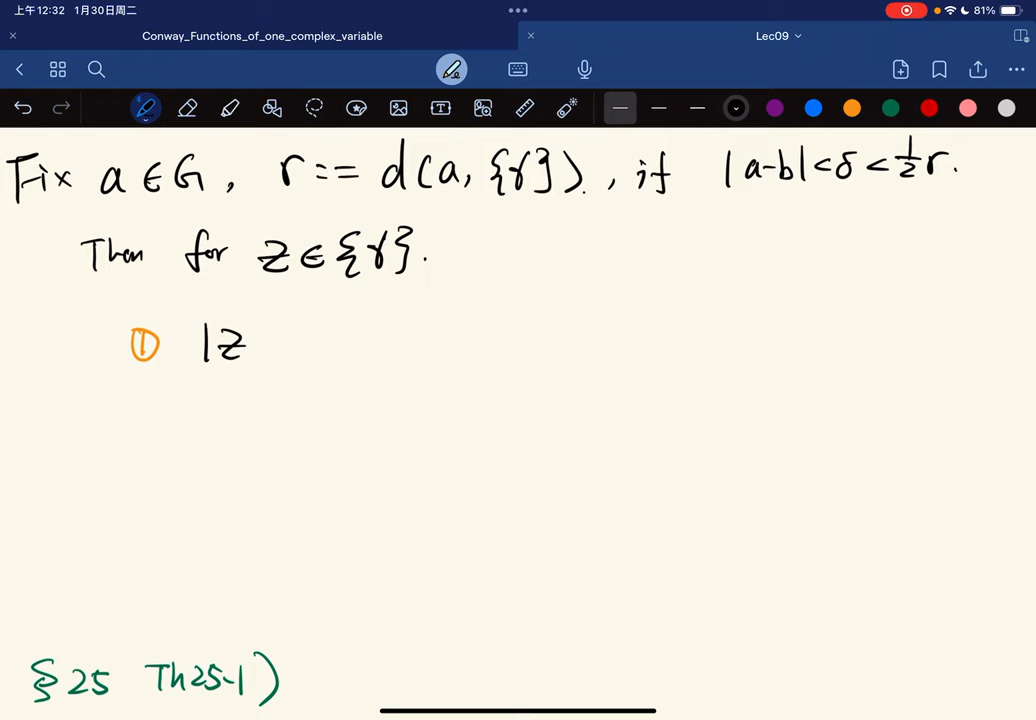 上午12:32 1月30日周二
81%
Conway_Functions_of_one_complex_variable
Lec09
Fix a ∈ G, r := d(a, {γ}), if |a-b| < δ < 1/2 r.
Then for z ∈ {γ}.
① |z
§25 Th25-1)